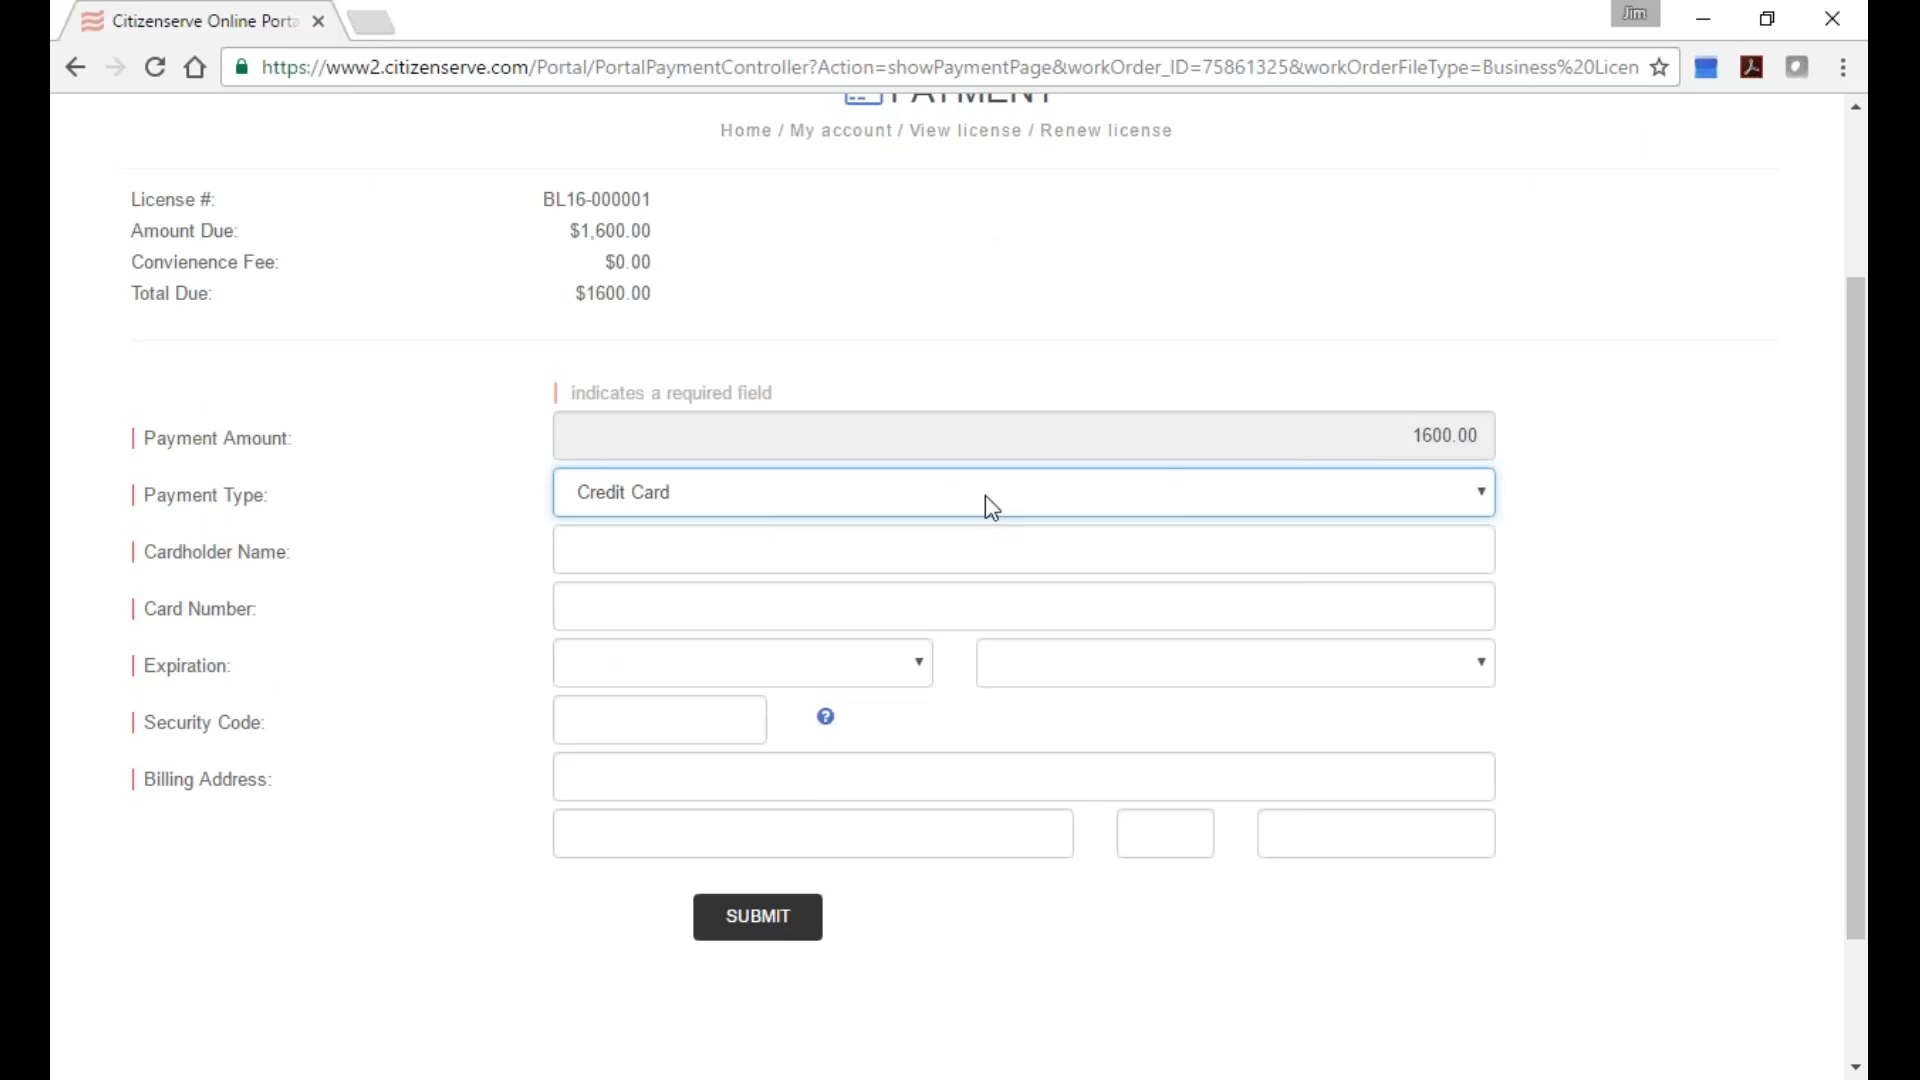 Citizenserve Online Porta
Jim
https://www2.citizenserve.com/Portal/PortalPaymentController?Action=showPaymentPage&workOrder_ID=75861325&workOrderFileType=Business%20Licen
PAYMENT
Home / My account / View license / Renew license
License #: BL16-000001
Amount Due: $1,600.00
Convienence Fee: $0.00
Total Due: $1600.00
indicates a required field
Payment Amount: 1600.00
Payment Type: Credit Card
Cardholder Name:
Card Number:
Expiration:
Security Code: ?
Billing Address:
SUBMIT